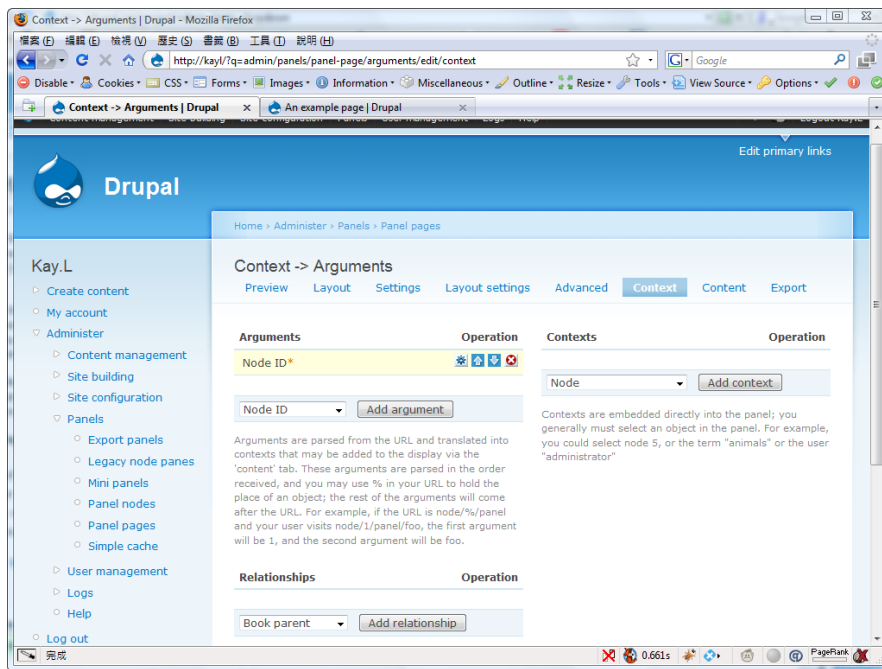 Context -> Arguments | Drupal - Mozilla Firefox
檔案(F) 編輯(E) 檢視(V) 歷史(S) 書籤(B) 工具(T) 說明(H)
http://kayl/?q=admin/panels/panel-page/arguments/edit/context
Google
Disable Cookies CSS Forms Images Information Miscellaneous Outline Resize Tools View Source Options
Context -> Arguments | Drupal
An example page | Drupal
Edit primary links
Drupal
Home › Administer › Panels › Panel pages
Kay.L
Create content
My account
Administer
Content management
Site building
Site configuration
Panels
Export panels
Legacy node panes
Mini panels
Panel nodes
Panel pages
Simple cache
User management
Logs
Help
Log out
Context -> Arguments
Preview Layout Settings Layout settings Advanced Context Content Export
Arguments Operation
Node ID*
Node ID Add argument
Arguments are parsed from the URL and translated into
contexts that may be added to the display via the
'content' tab. These arguments are parsed in the order
received, and you may use % in your URL to hold the
place of an object; the rest of the arguments will come
after the URL. For example, if the URL is node/%/panel
and your user visits node/1/panel/foo, the first argument
will be 1, and the second argument will be foo.
Relationships Operation
Book parent Add relationship
Contexts Operation
Node Add context
Contexts are embedded directly into the panel; you
generally must select an object in the panel. For example,
you could select node 5, or the term "animals" or the user
"administrator"
完成
0.661s
PageRank